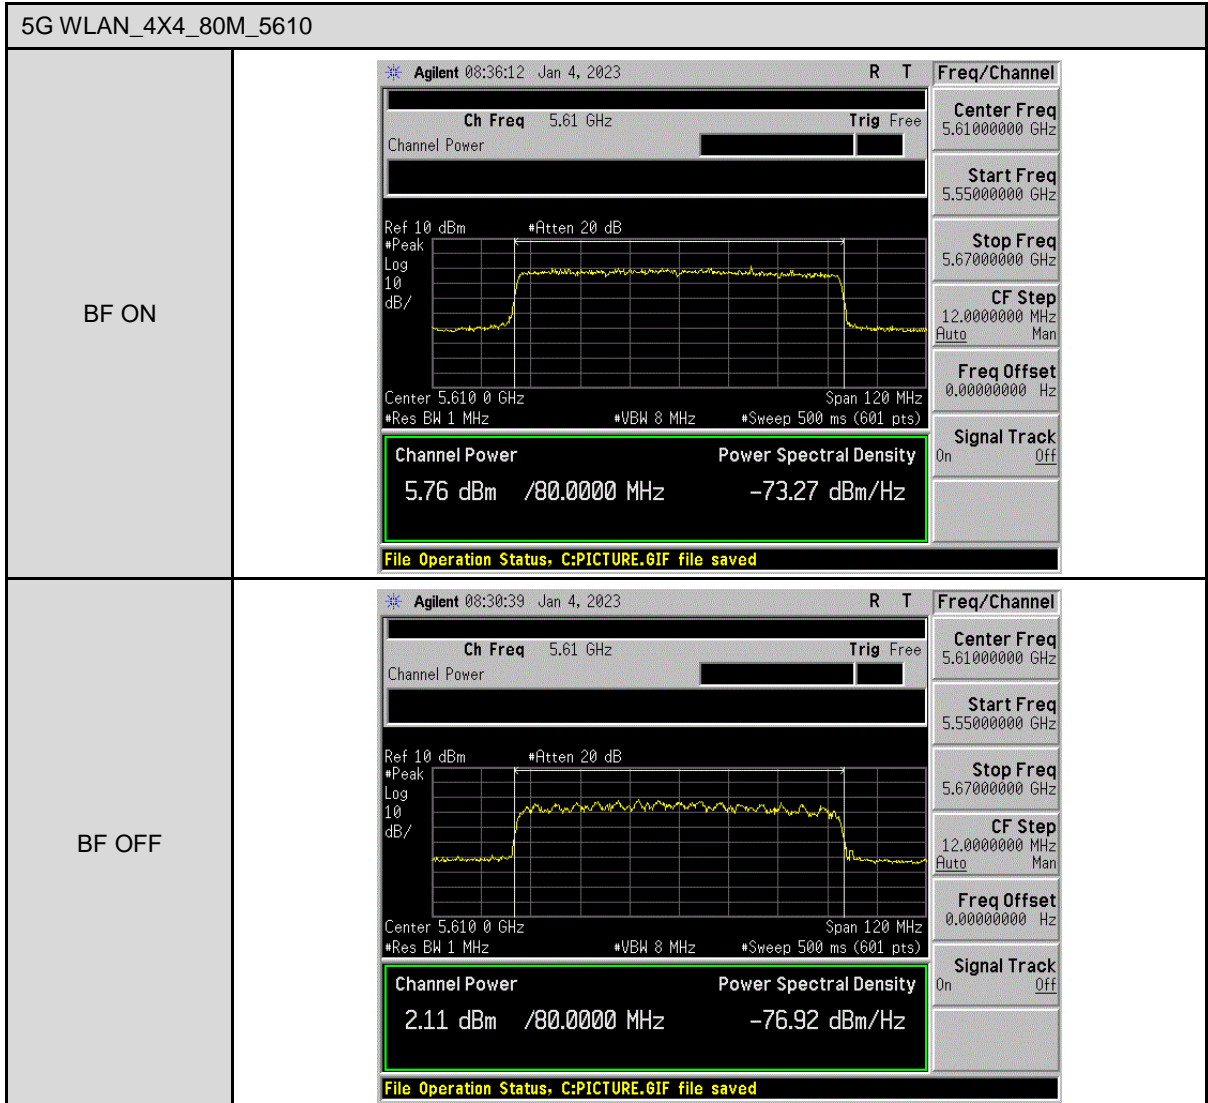 5G WLAN_4X4_80M_5610
BF ON
Agilent 08:36:12 Jan 4, 2023 R T
Freq/Channel
Ch Freq 5.61 GHz Trig Free
Channel Power
Center Freq
5.61000000 GHz
Start Freq
5.55000000 GHz
Stop Freq
5.67000000 GHz
CF Step
12.0000000 MHz
Auto Man
Freq Offset
0.00000000 Hz
Signal Track
On Off
Ref 10 dBm #Atten 20 dB
#Peak
Log
10
dB/
Center 5.610 0 GHz Span 120 MHz
#Res BW 1 MHz #VBW 8 MHz #Sweep 500 ms (601 pts)
Channel Power Power Spectral Density
5.76 dBm /80.0000 MHz -73.27 dBm/Hz
File Operation Status, C:PICTURE.GIF file saved
BF OFF
Agilent 08:30:39 Jan 4, 2023 R T
Freq/Channel
Ch Freq 5.61 GHz Trig Free
Channel Power
Center Freq
5.61000000 GHz
Start Freq
5.55000000 GHz
Stop Freq
5.67000000 GHz
CF Step
12.0000000 MHz
Auto Man
Freq Offset
0.00000000 Hz
Signal Track
On Off
Ref 10 dBm #Atten 20 dB
#Peak
Log
10
dB/
Center 5.610 0 GHz Span 120 MHz
#Res BW 1 MHz #VBW 8 MHz #Sweep 500 ms (601 pts)
Channel Power Power Spectral Density
2.11 dBm /80.0000 MHz -76.92 dBm/Hz
File Operation Status, C:PICTURE.GIF file saved